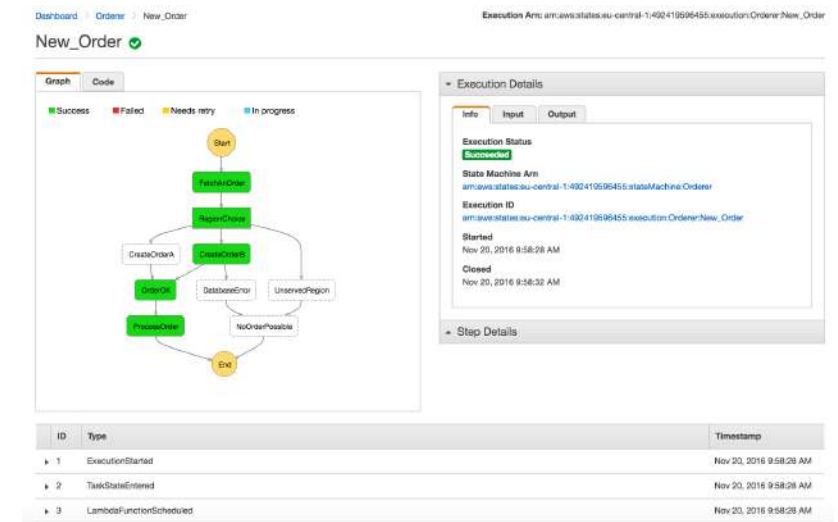 Dashboard > Orderer > New_Order
Execution Arn: arn:aws:states:eu-central-1:492419596455:execution:Orderer:New_Order
New_Order
Graph Code
Success Failed Needs retry In progress
Start
FetchAnOrder
RegionChoice
CreateOrderA CreateOrderB
OrderOK DatabaseError UnservedRegion
ProcessOrder NoOrderPossible
End
Execution Details
Info Input Output
Execution Status
Succeeded
State Machine Arn
arn:aws:states:eu-central-1:492419596455:stateMachine:Orderer
Execution ID
arn:aws:states:eu-central-1:492419596455:execution:Orderer:New_Order
Started
Nov 20, 2016 9:58:28 AM
Closed
Nov 20, 2016 9:58:32 AM
Step Details
ID Type Timestamp
1 ExecutionStarted Nov 20, 2016 9:58:28 AM
2 TaskStateEntered Nov 20, 2016 9:58:28 AM
3 LambdaFunctionScheduled Nov 20, 2016 9:58:28 AM